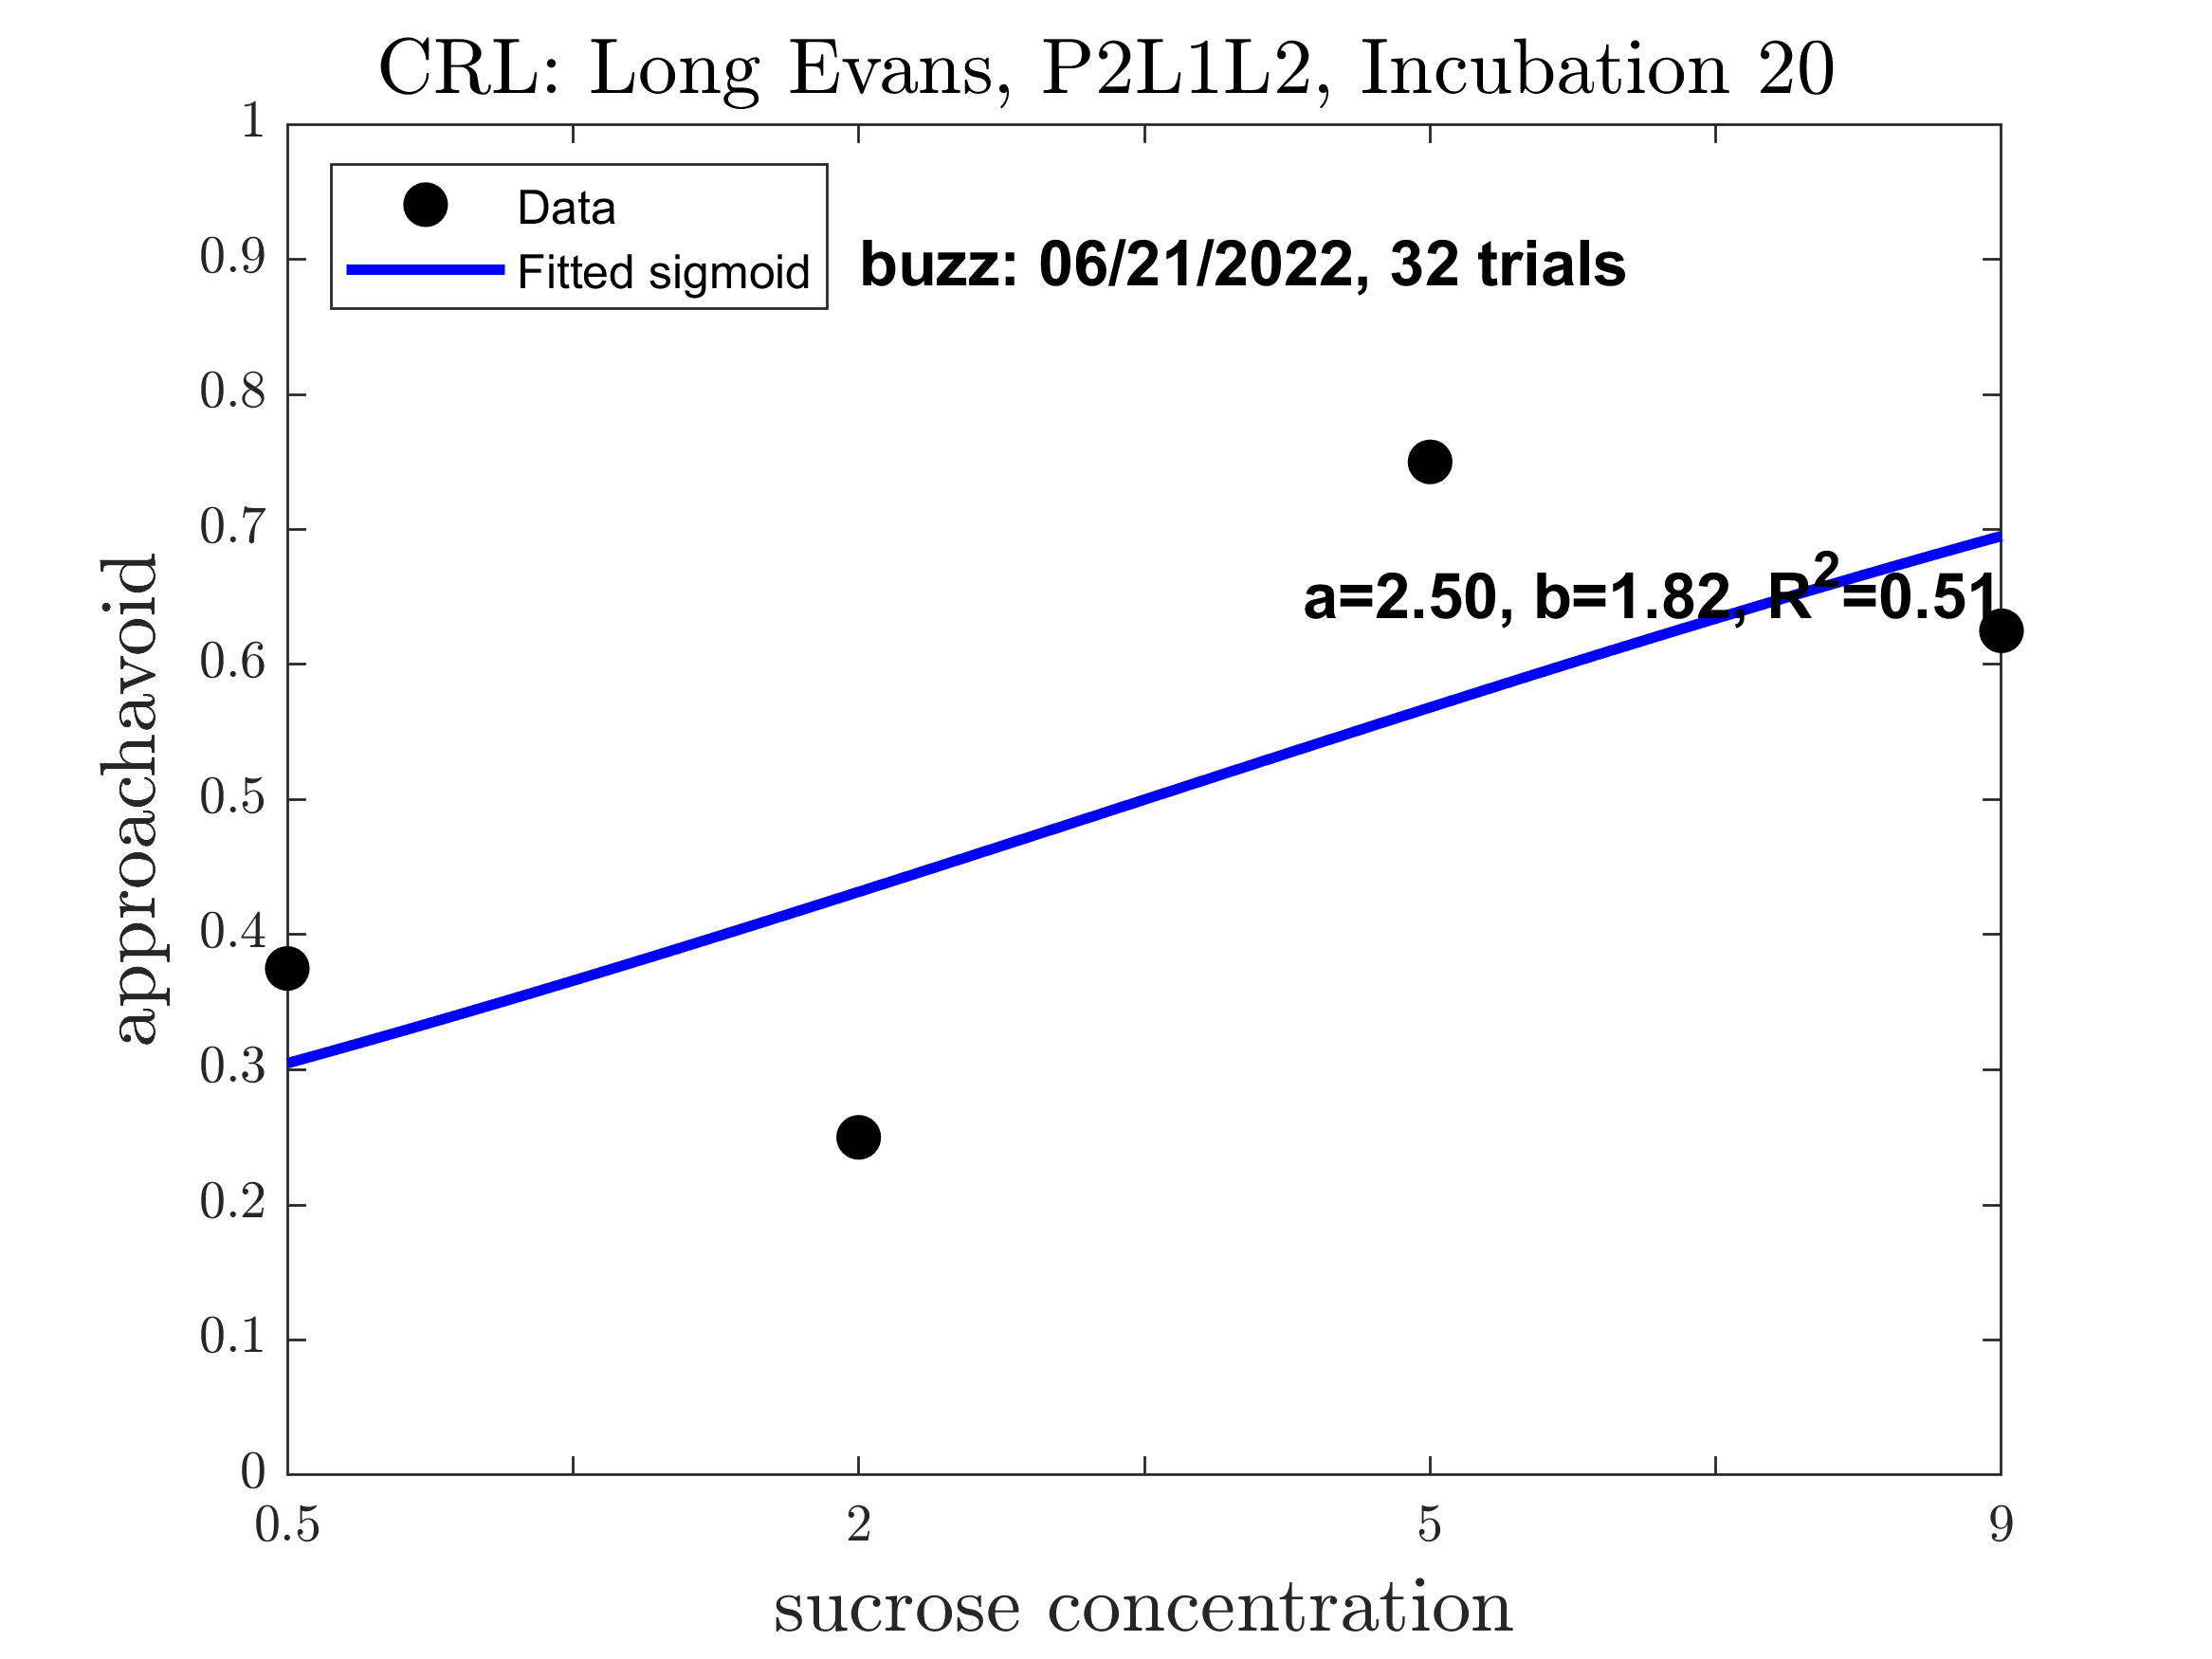 CRL: Long Evans, P2L1L2, Incubation 20
1
Data
Fitted sigmoid
buzz: 06/21/2022, 32 trials
0.9
0.8
0.7
a=2.50, b=1.82, R²=0.51
0.6
0.5
0.4
0.3
0.2
0.1
0
approachavoid
0.5 2 5 9
sucrose concentration